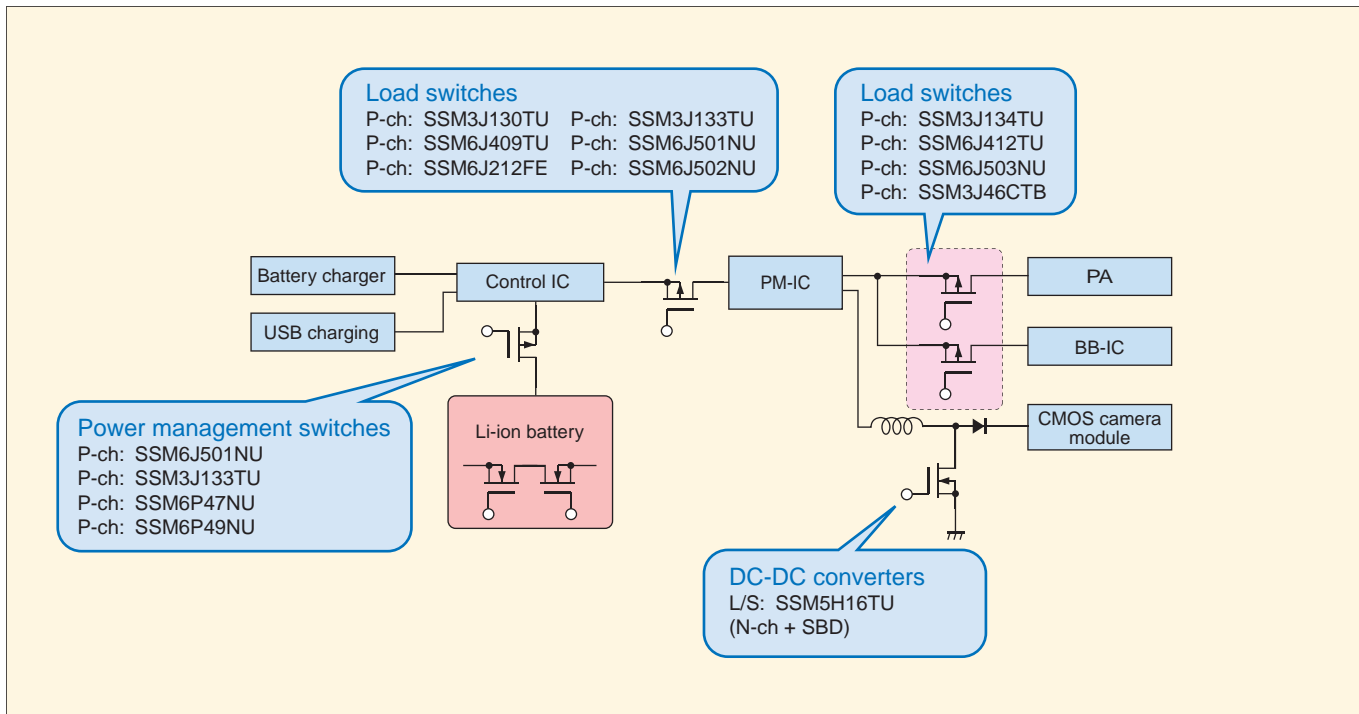 Load switches
P-ch: SSM3J130TU P-ch: SSM3J133TU
P-ch: SSM6J409TU P-ch: SSM6J501NU
P-ch: SSM6J212FE P-ch: SSM6J502NU
Load switches
P-ch: SSM3J134TU
P-ch: SSM6J412TU
P-ch: SSM6J503NU
P-ch: SSM3J46CTB
Battery charger
Control IC
PM-IC
PA
USB charging
BB-IC
Power management switches
P-ch: SSM6J501NU
P-ch: SSM3J133TU
P-ch: SSM6P47NU
P-ch: SSM6P49NU
Li-ion battery
CMOS camera
module
DC-DC converters
L/S: SSM5H16TU
(N-ch + SBD)